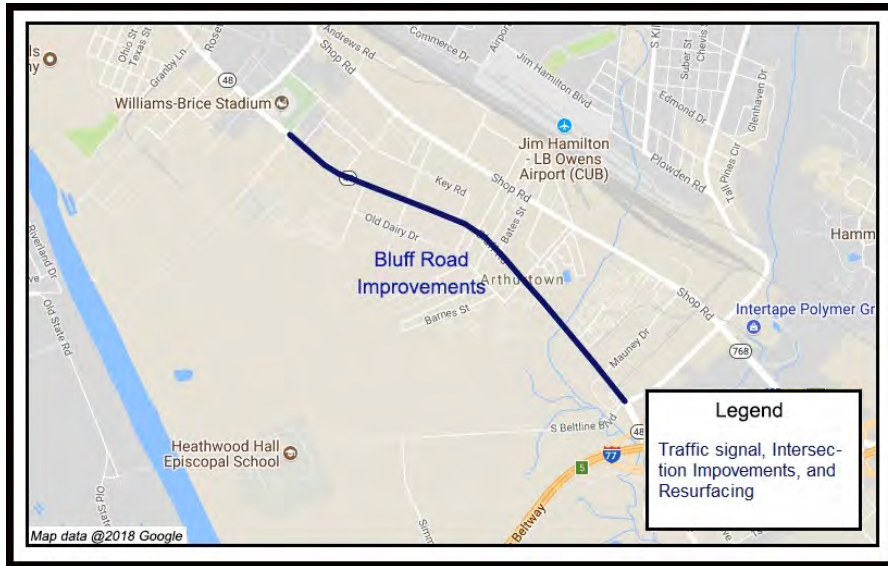 Ohio St
Texas St
Granby Ln
48
Andrews Rd
Shop Rd
Commerce Dr
Jim Hamilton Blvd
Suber St
Chevis St
Edmond Dr
Glenhaven Dr
Williams-Brice Stadium
Jim Hamilton
- LB Owens
Airport (CUB)
Plowden Rd
Tall Pines Cir
Key Rd
Shop Rd
Bates St
Old Dairy Dr
Riverland Dr
Bluff Road
Improvements
Hamm
Old State Rd
Barnes St
Shop Rd
Intertape Polymer Gr
Mauney Dr
768
Legend
Traffic signal, Intersec-
tion Impovements, and
Resurfacing
S Beltline Blvd
48
77
5
Heathwood Hall
Episcopal School
s Beltway
Map data @2018 Google